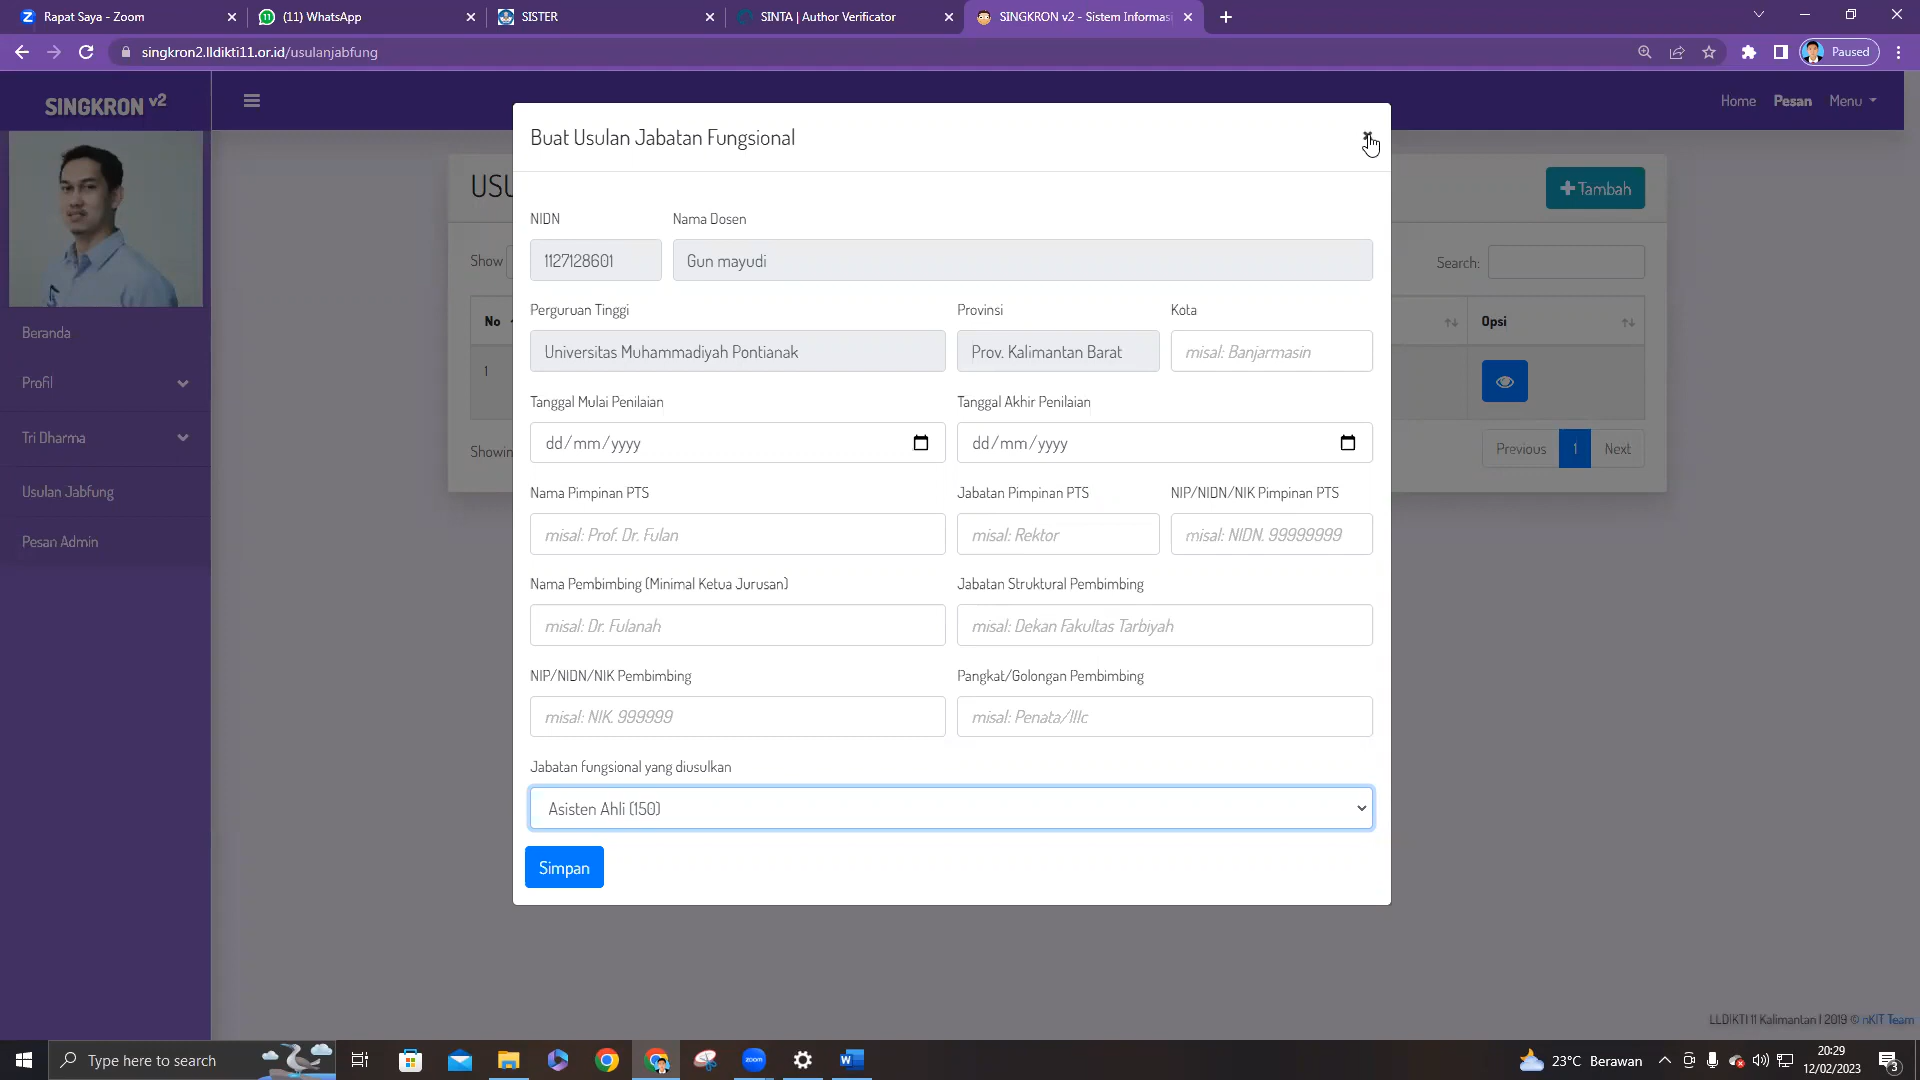 Rapat Saya - Zoom
(11) WhatsApp
SISTER
SINTA | Author Verificator
SINGKRON v2 - Sistem Informasi
singkron2.lldikti11.or.id/usulanjabfung
Paused
SINGKRON v2
Home
Pesan
Menu
Beranda
Profil
Tri Dharma
Usulan Jabfung
Pesan Admin
Tambah
Show
Search:
No
Opsi
1
Previous
1
Next
Buat Usulan Jabatan Fungsional
NIDN
Nama Dosen
1127128601
Gun mayudi
Perguruan Tinggi
Provinsi
Kota
Universitas Muhammadiyah Pontianak
Prov. Kalimantan Barat
misal: Banjarmasin
Tanggal Mulai Penilaian
Tanggal Akhir Penilaian
dd/mm/yyyy
dd/mm/yyyy
Nama Pimpinan PTS
Jabatan Pimpinan PTS
NIP/NIDN/NIK Pimpinan PTS
misal: Prof. Dr. Fulan
misal: Rektor
misal: NIDN. 99999999
Nama Pembimbing (Minimal Ketua Jurusan)
Jabatan Struktural Pembimbing
misal: Dr. Fulanah
misal: Dekan Fakultas Tarbiyah
NIP/NIDN/NIK Pembimbing
Pangkat/Golongan Pembimbing
misal: NIK. 999999
misal: Penata/IIIc
Jabatan fungsional yang diusulkan
Asisten Ahli (150)
Simpan
LLDIKTI 11 Kalimantan | 2019 © nKIT Team
Type here to search
zoom
23°C Berawan
20:29
12/02/2023
3